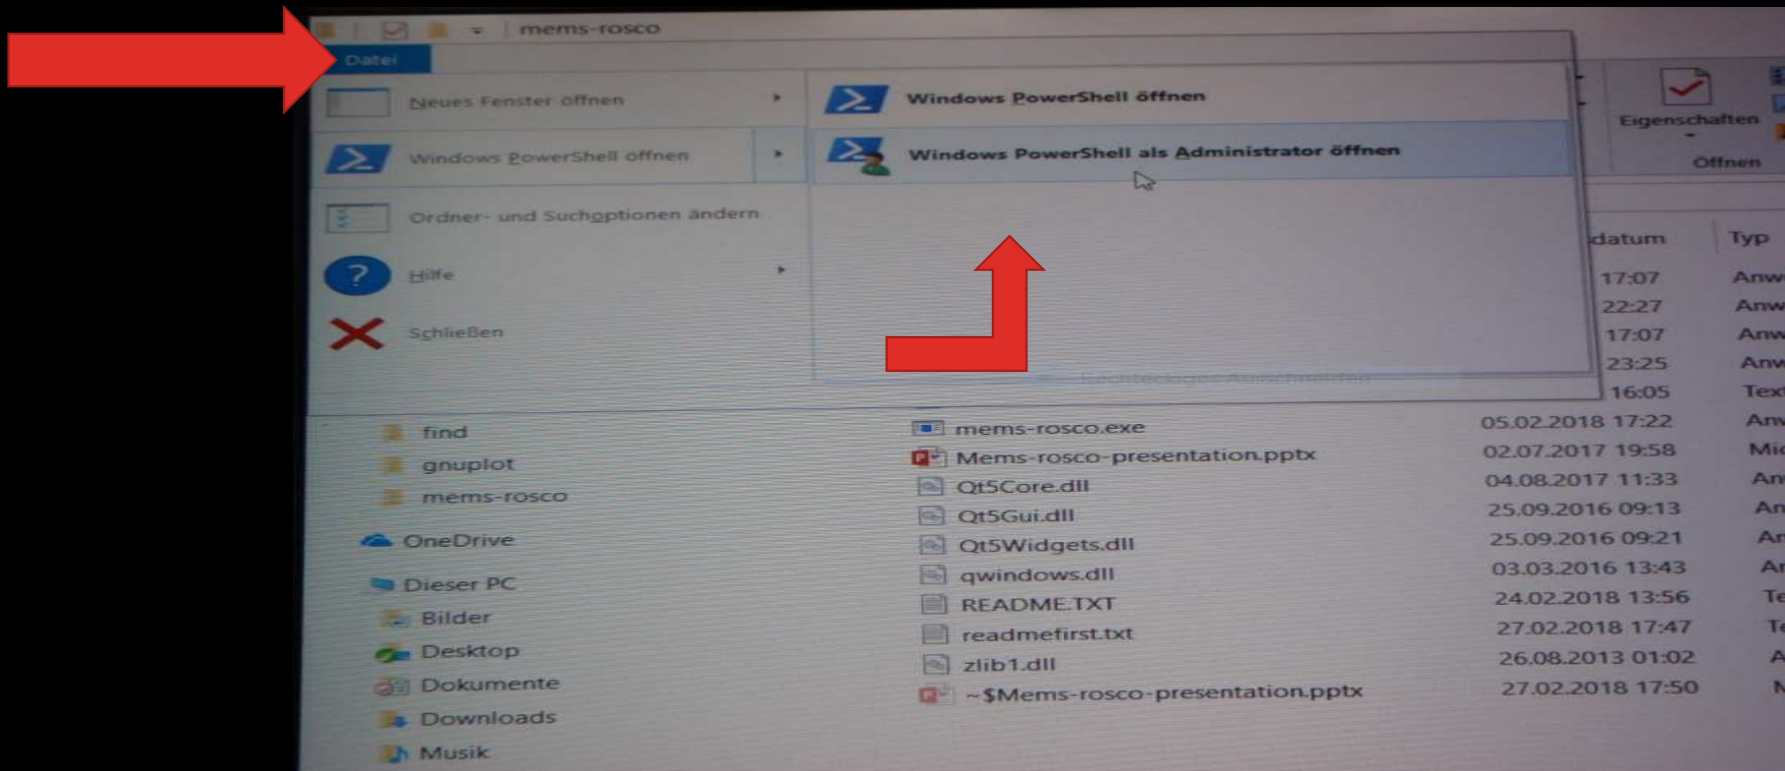 mems-rosco
Datei
Neues Fenster öffnen
Windows PowerShell öffnen
Ordner- und Suchoptionen ändern
Hilfe
Schließen
Windows PowerShell öffnen
Windows PowerShell als Administrator öffnen
Rechteckiges Ausschneiden
Eigenschaften
Öffnen
datum Typ
17:07
22:27
17:07
23:25
16:05
find
gnuplot
mems-rosco
OneDrive
Dieser PC
Bilder
Desktop
Dokumente
Downloads
Musik
mems-rosco.exe 05.02.2018 17:22
Mems-rosco-presentation.pptx 02.07.2017 19:58
Qt5Core.dll 04.08.2017 11:33
Qt5Gui.dll 25.09.2016 09:13
Qt5Widgets.dll 25.09.2016 09:21
qwindows.dll 03.03.2016 13:43
README.TXT 24.02.2018 13:56
readmefirst.txt 27.02.2018 17:47
zlib1.dll 26.08.2013 01:02
~$Mems-rosco-presentation.pptx 27.02.2018 17:50